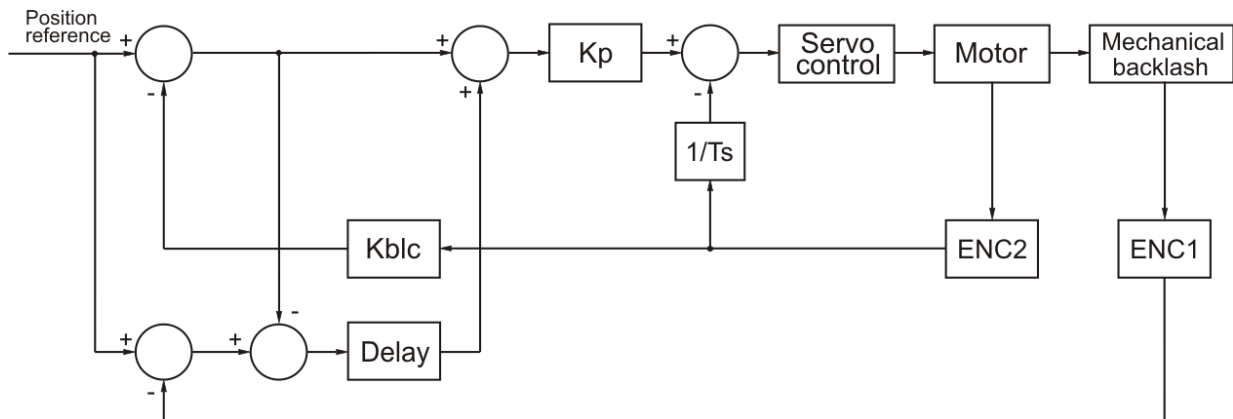 Position
reference
+
-
+
+
Kp
+
-
Servo
control
Motor
Mechanical
backlash
1/Ts
Kblc
ENC2
ENC1
+
-
+
-
Delay